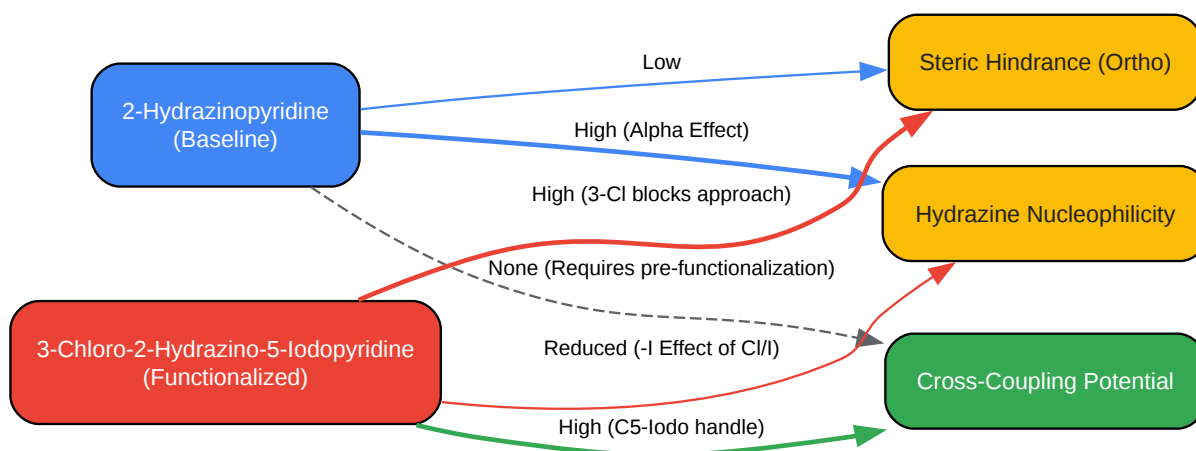 Low
Steric Hindrance (Ortho)
2-Hydrazinopyridine
(Baseline)
High (Alpha Effect)
High (3-Cl blocks approach)
Hydrazine Nucleophilicity
None (Requires pre-functionalization)
3-Chloro-2-Hydrazino-5-Iodopyridine
(Functionalized)
Reduced (-I Effect of Cl/I)
Cross-Coupling Potential
High (C5-Iodo handle)